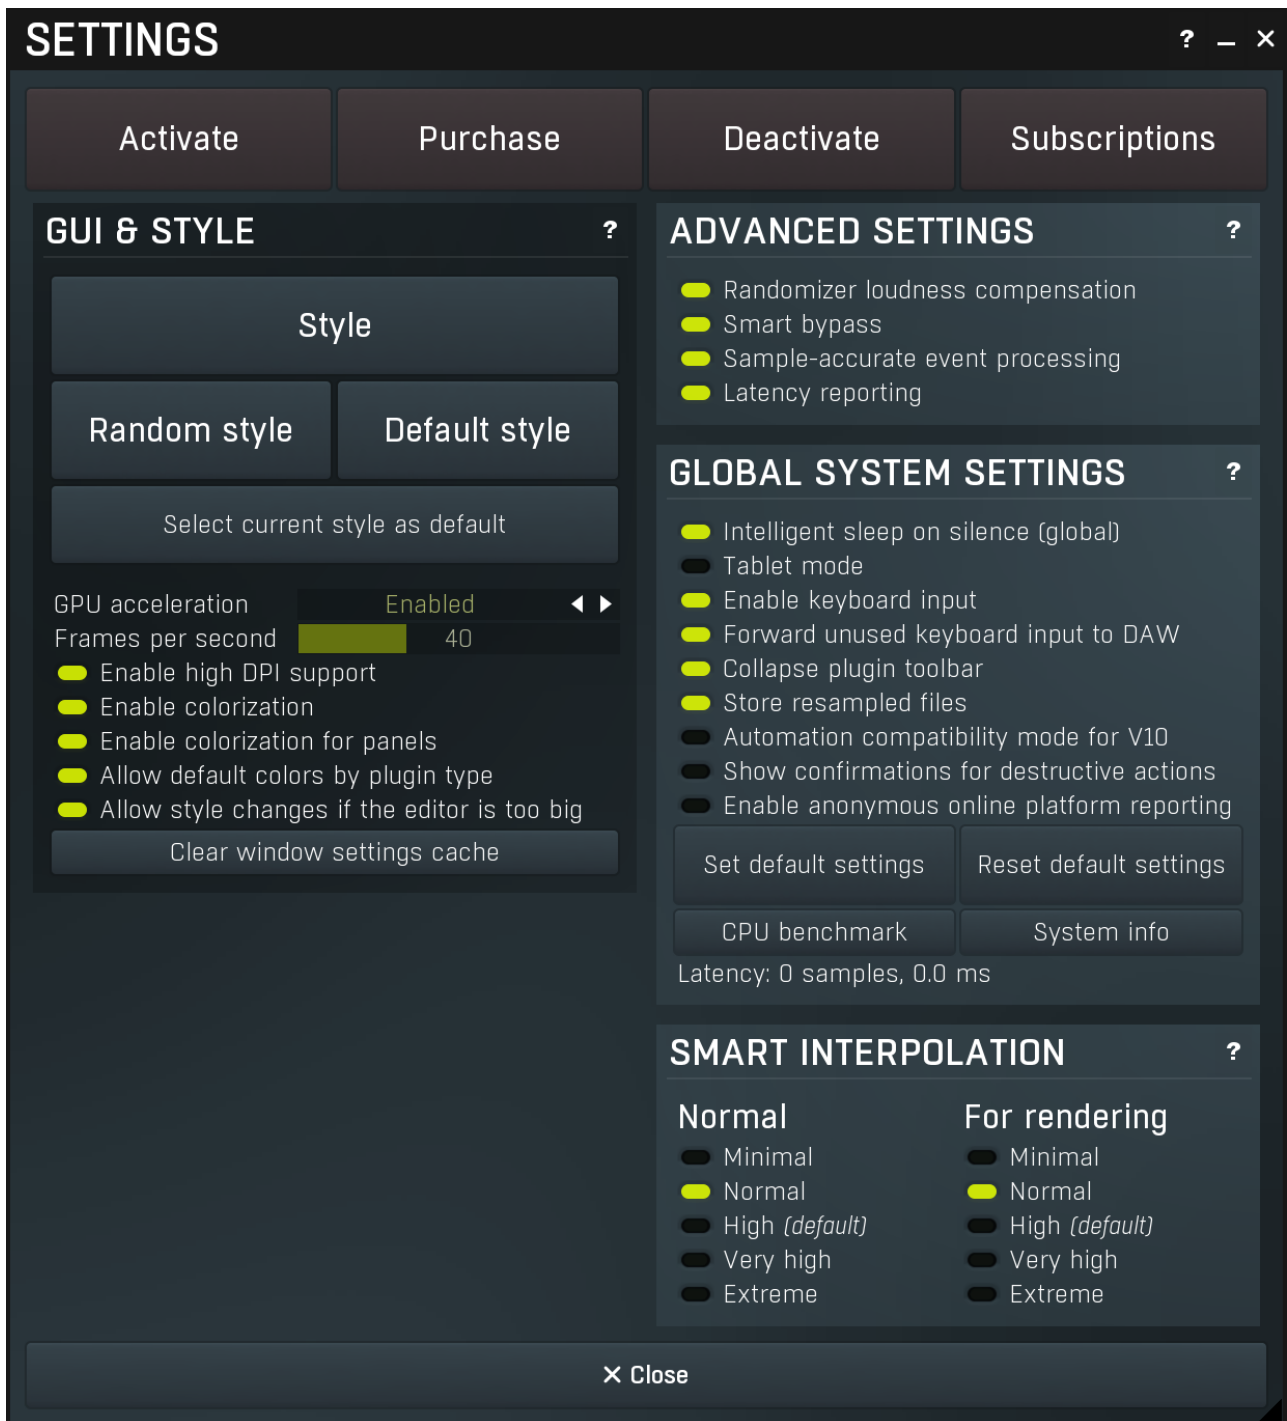 SETTINGS ? – ×
Activate Purchase Deactivate Subscriptions
GUI & STYLE ?
Style
Random style Default style
Select current style as default
GPU acceleration Enabled
Frames per second 40
Enable high DPI support
Enable colorization
Enable colorization for panels
Allow default colors by plugin type
Allow style changes if the editor is too big
Clear window settings cache
ADVANCED SETTINGS ?
Randomizer loudness compensation
Smart bypass
Sample-accurate event processing
Latency reporting
GLOBAL SYSTEM SETTINGS ?
Intelligent sleep on silence (global)
Tablet mode
Enable keyboard input
Forward unused keyboard input to DAW
Collapse plugin toolbar
Store resampled files
Automation compatibility mode for V10
Show confirmations for destructive actions
Enable anonymous online platform reporting
Set default settings Reset default settings
CPU benchmark System info
Latency: 0 samples, 0.0 ms
SMART INTERPOLATION ?
Normal
Minimal
Normal
High (default)
Very high
Extreme
For rendering
Minimal
Normal
High (default)
Very high
Extreme
× Close